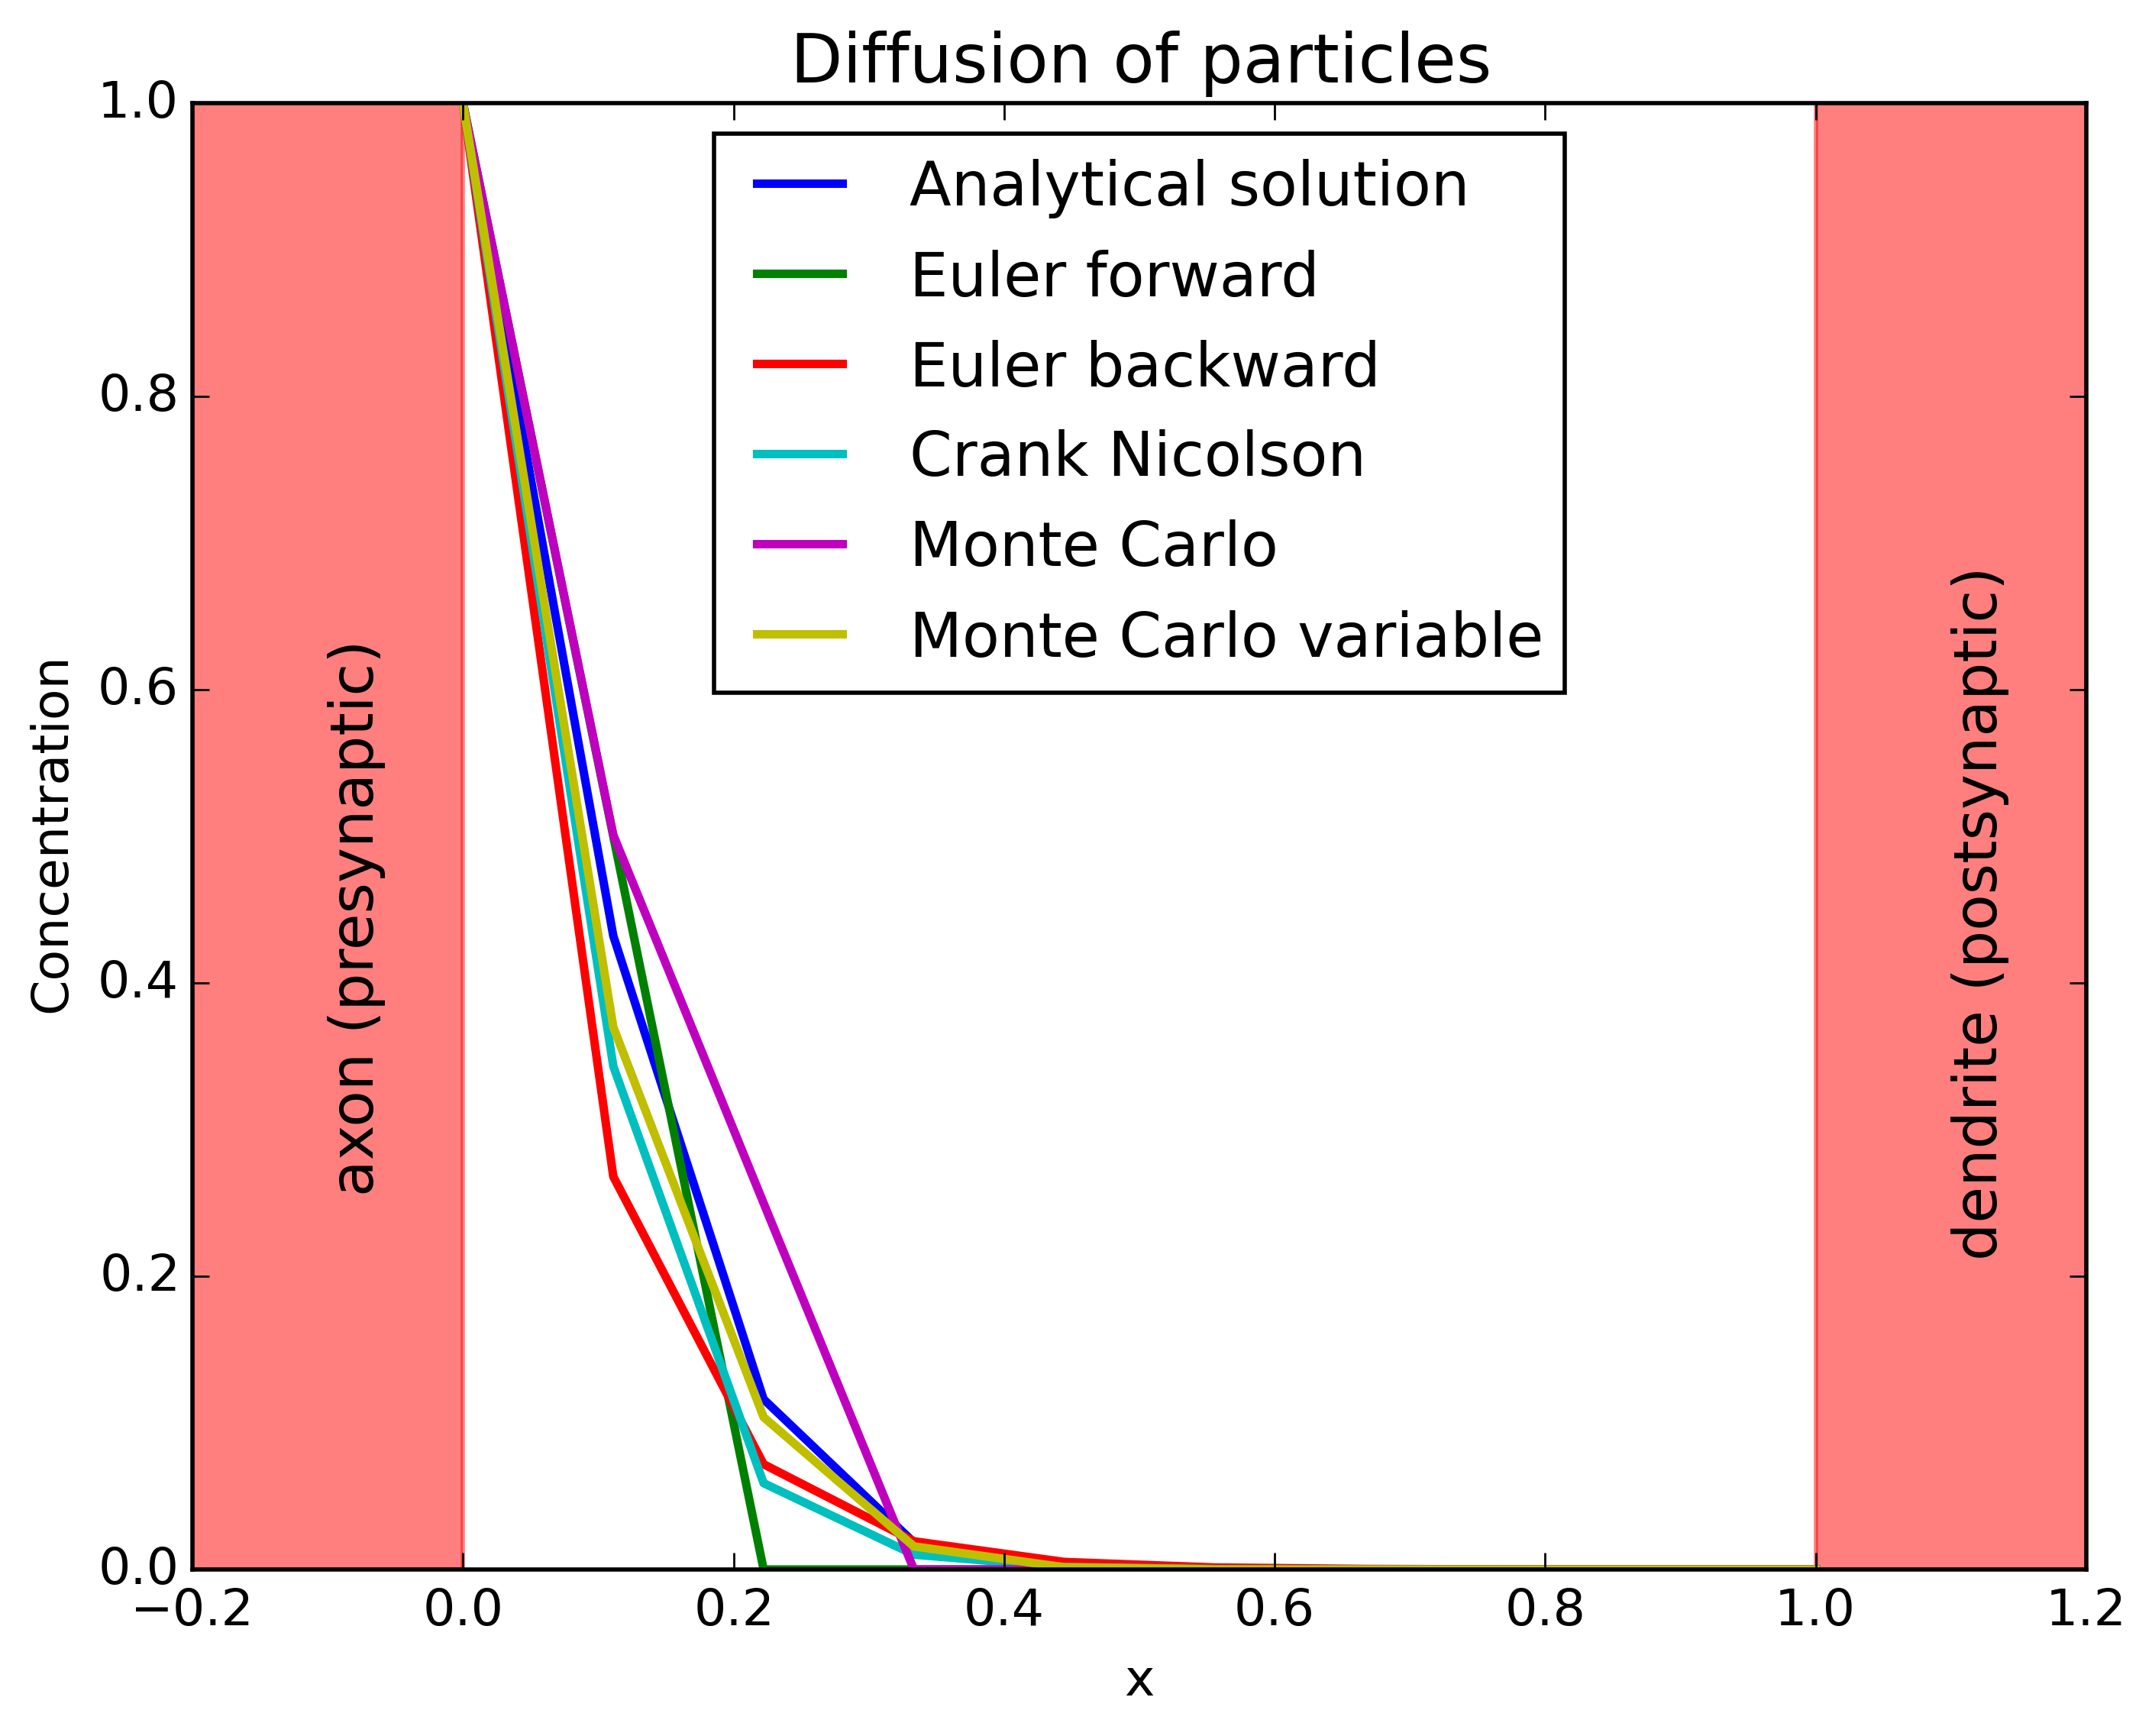 Diffusion of particles
1.0
0.8
0.6
0.4
0.2
0.0
Concentration
axon (presynaptic)
Analytical solution
Euler forward
Euler backward
Crank Nicolson
Monte Carlo
Monte Carlo variable
dendrite (postsynaptic)
−0.2 0.0 0.2 0.4 0.6 0.8 1.0 1.2
x